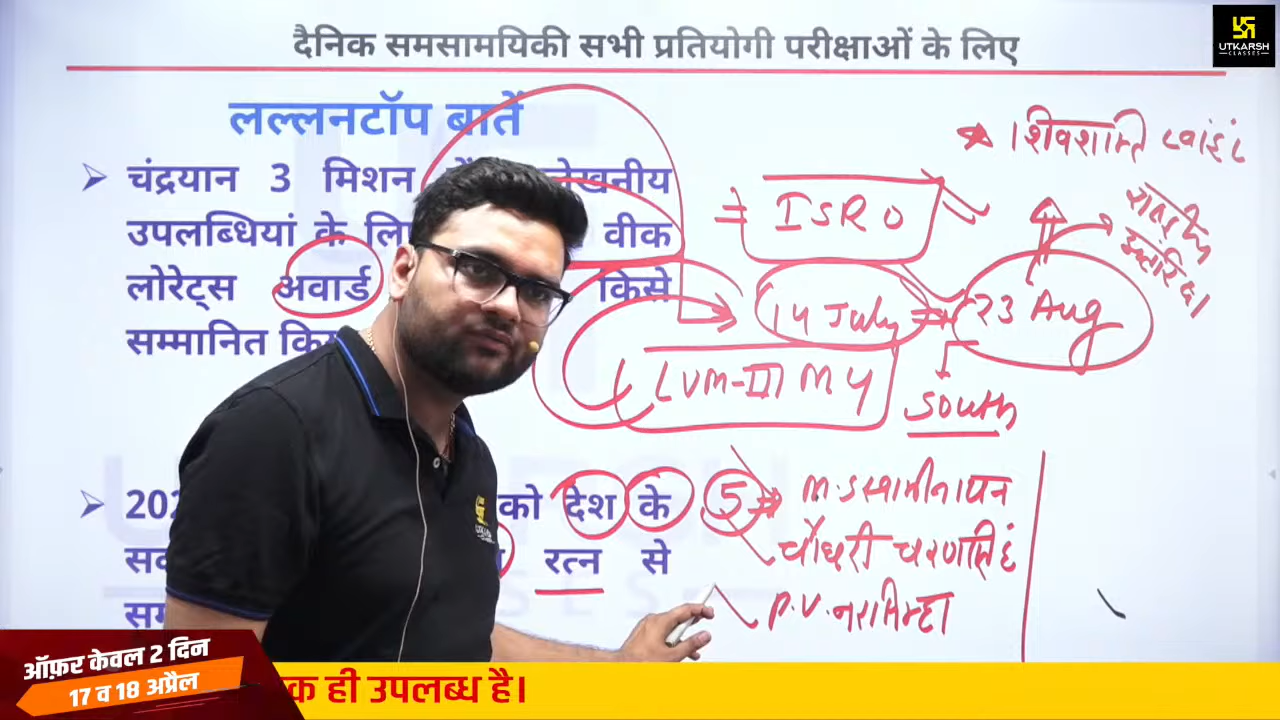 दैनिक समसामयिकी सभी प्रतियोगी परीक्षाओं के लिए
UTKARSH
CLASSES
लल्लनटॉप बातें
चंद्रयान 3 मिशन
उपलब्धियां के वीक
लोरेट्स अवार्ड किसे
सम्मानित
को देश के
रत्न से
= ISRO
14 July 23 Aug
LVM-III M4
South
* शिवशक्ति प्वाइंट
राष्ट्रीय
अंतरिक्ष
5 M.S स्वामीनाथन
चौधरी चरणसिंह
P.V. नरसिम्हा
ऑफ़र केवल 2 दिन
17 व 18 अप्रैल
ही उपलब्ध है।